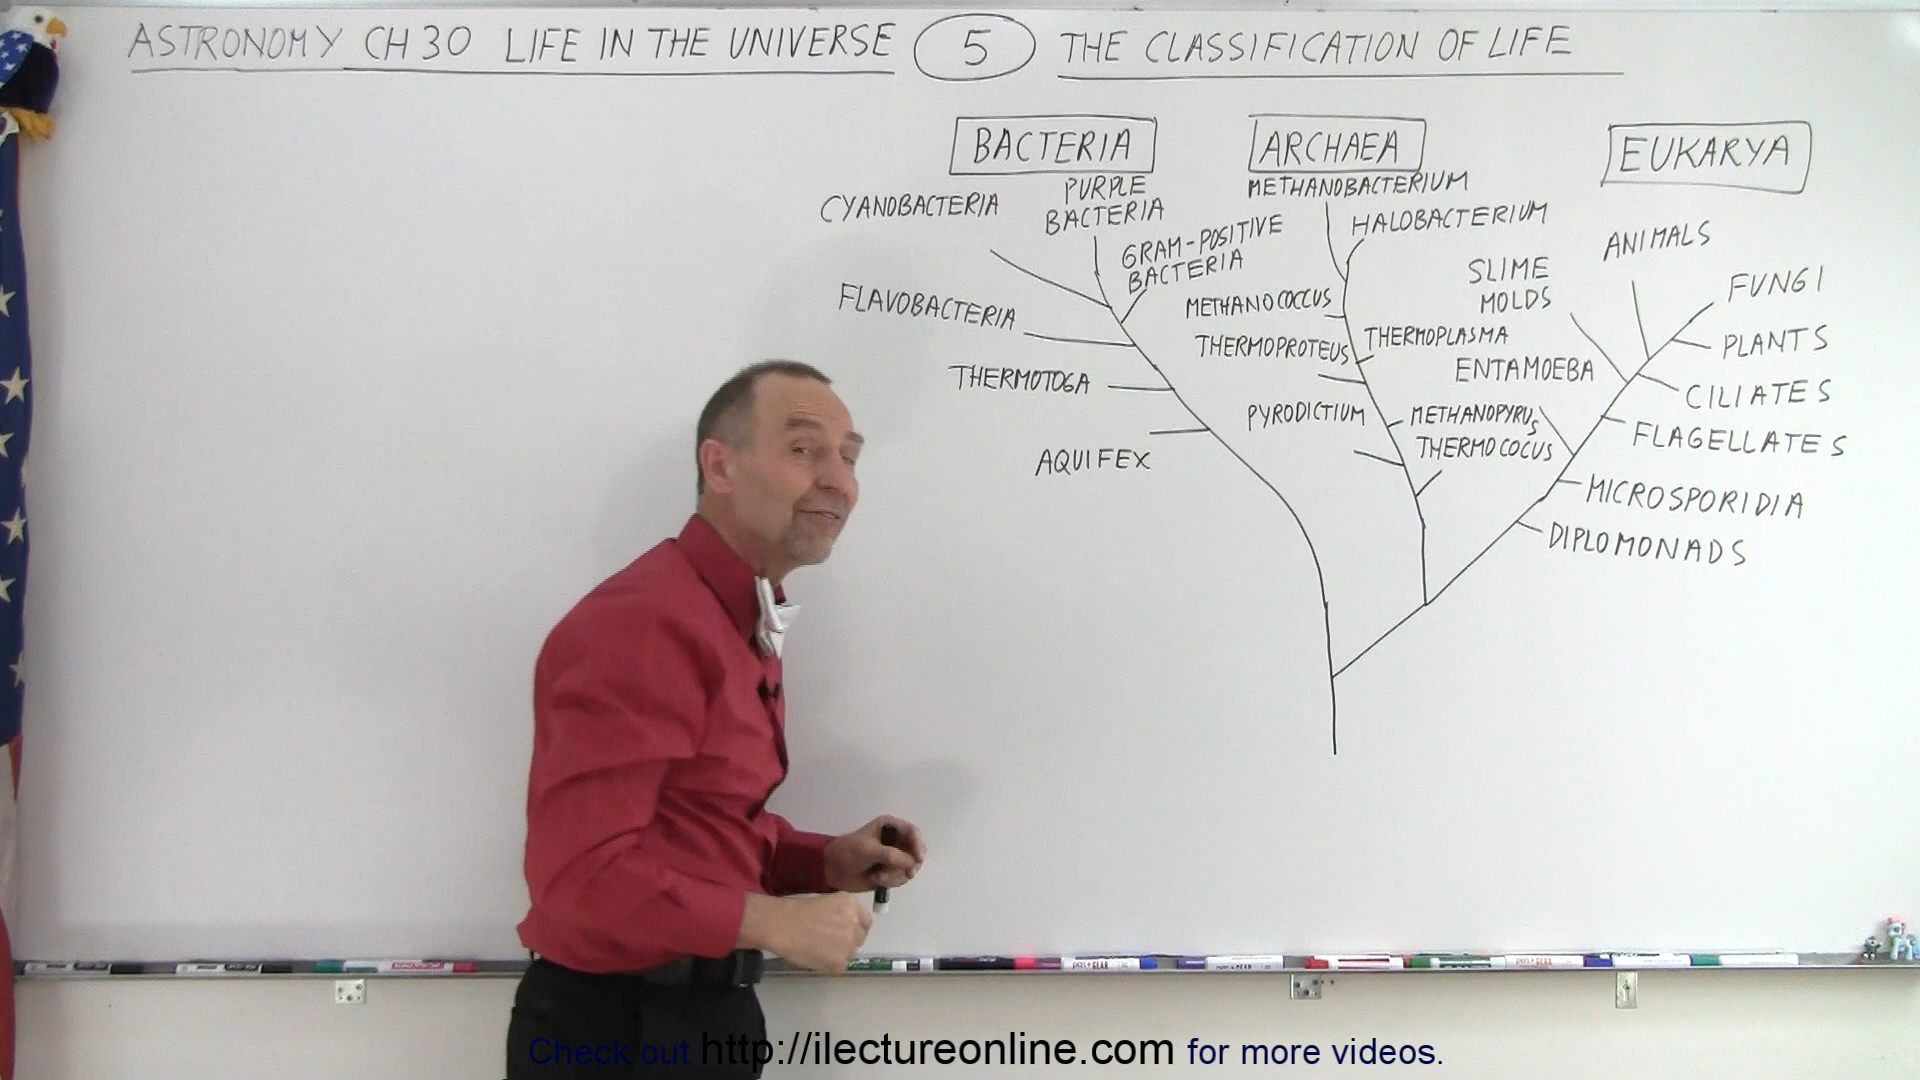 ASTRONOMY CH 30 LIFE IN THE UNIVERSE 5 THE CLASSIFICATION OF LIFE
BACTERIA
ARCHAEA
EUKARYA
CYANOBACTERIA
PURPLE
BACTERIA
GRAM-POSITIVE
BACTERIA
FLAVOBACTERIA
THERMOTOGA
AQUIFEX
METHANOBACTERIUM
HALOBACTERIUM
METHANOCOCCUS
THERMOPLASMA
THERMOPROTEUS
PYRODICTIUM
METHANOPYRUS
THERMOCOCUS
ANIMALS
SLIME
MOLDS
FUNGI
PLANTS
ENTAMOEBA
CILIATES
FLAGELLATES
MICROSPORIDIA
DIPLOMONADS
Check out http://ilectureonline.com for more videos.